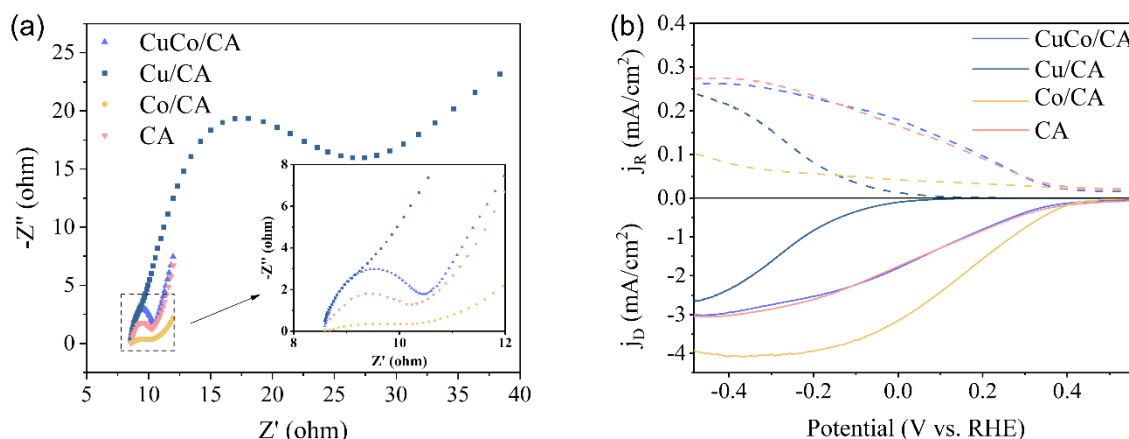 (a)
CuCo/CA
Cu/CA
Co/CA
CA
-Z'' (ohm)
25
20
15
10
5
0
5 10 15 20 25 30 35 40
Z' (ohm)
-Z'' (ohm)
8
6
4
2
0
8 9 10 11 12
Z' (ohm)
(b)
CuCo/CA
Cu/CA
Co/CA
CA
j_R (mA/cm²)
0.4
0.3
0.2
0.1
0.0
j_D (mA/cm²)
-1
-2
-3
-4
-0.4 -0.2 0.0 0.2 0.4
Potential (V vs. RHE)